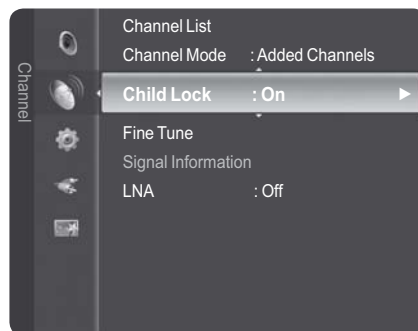 Channel
Channel List
Channel Mode : Added Channels
Child Lock : On
Fine Tune
Signal Information
LNA : Off